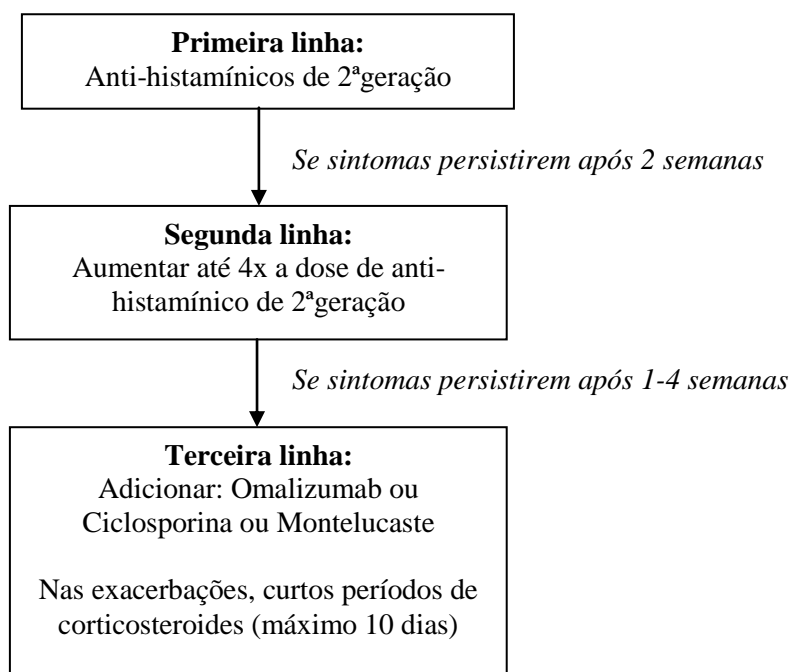 Primeira linha:
Anti-histamínicos de 2ªgeração
Se sintomas persistirem após 2 semanas
Segunda linha:
Aumentar até 4x a dose de anti-
histamínico de 2ªgeração
Se sintomas persistirem após 1-4 semanas
Terceira linha:
Adicionar: Omalizumab ou
Ciclosporina ou Montelucaste
Nas exacerbações, curtos períodos de
corticosteroides (máximo 10 dias)